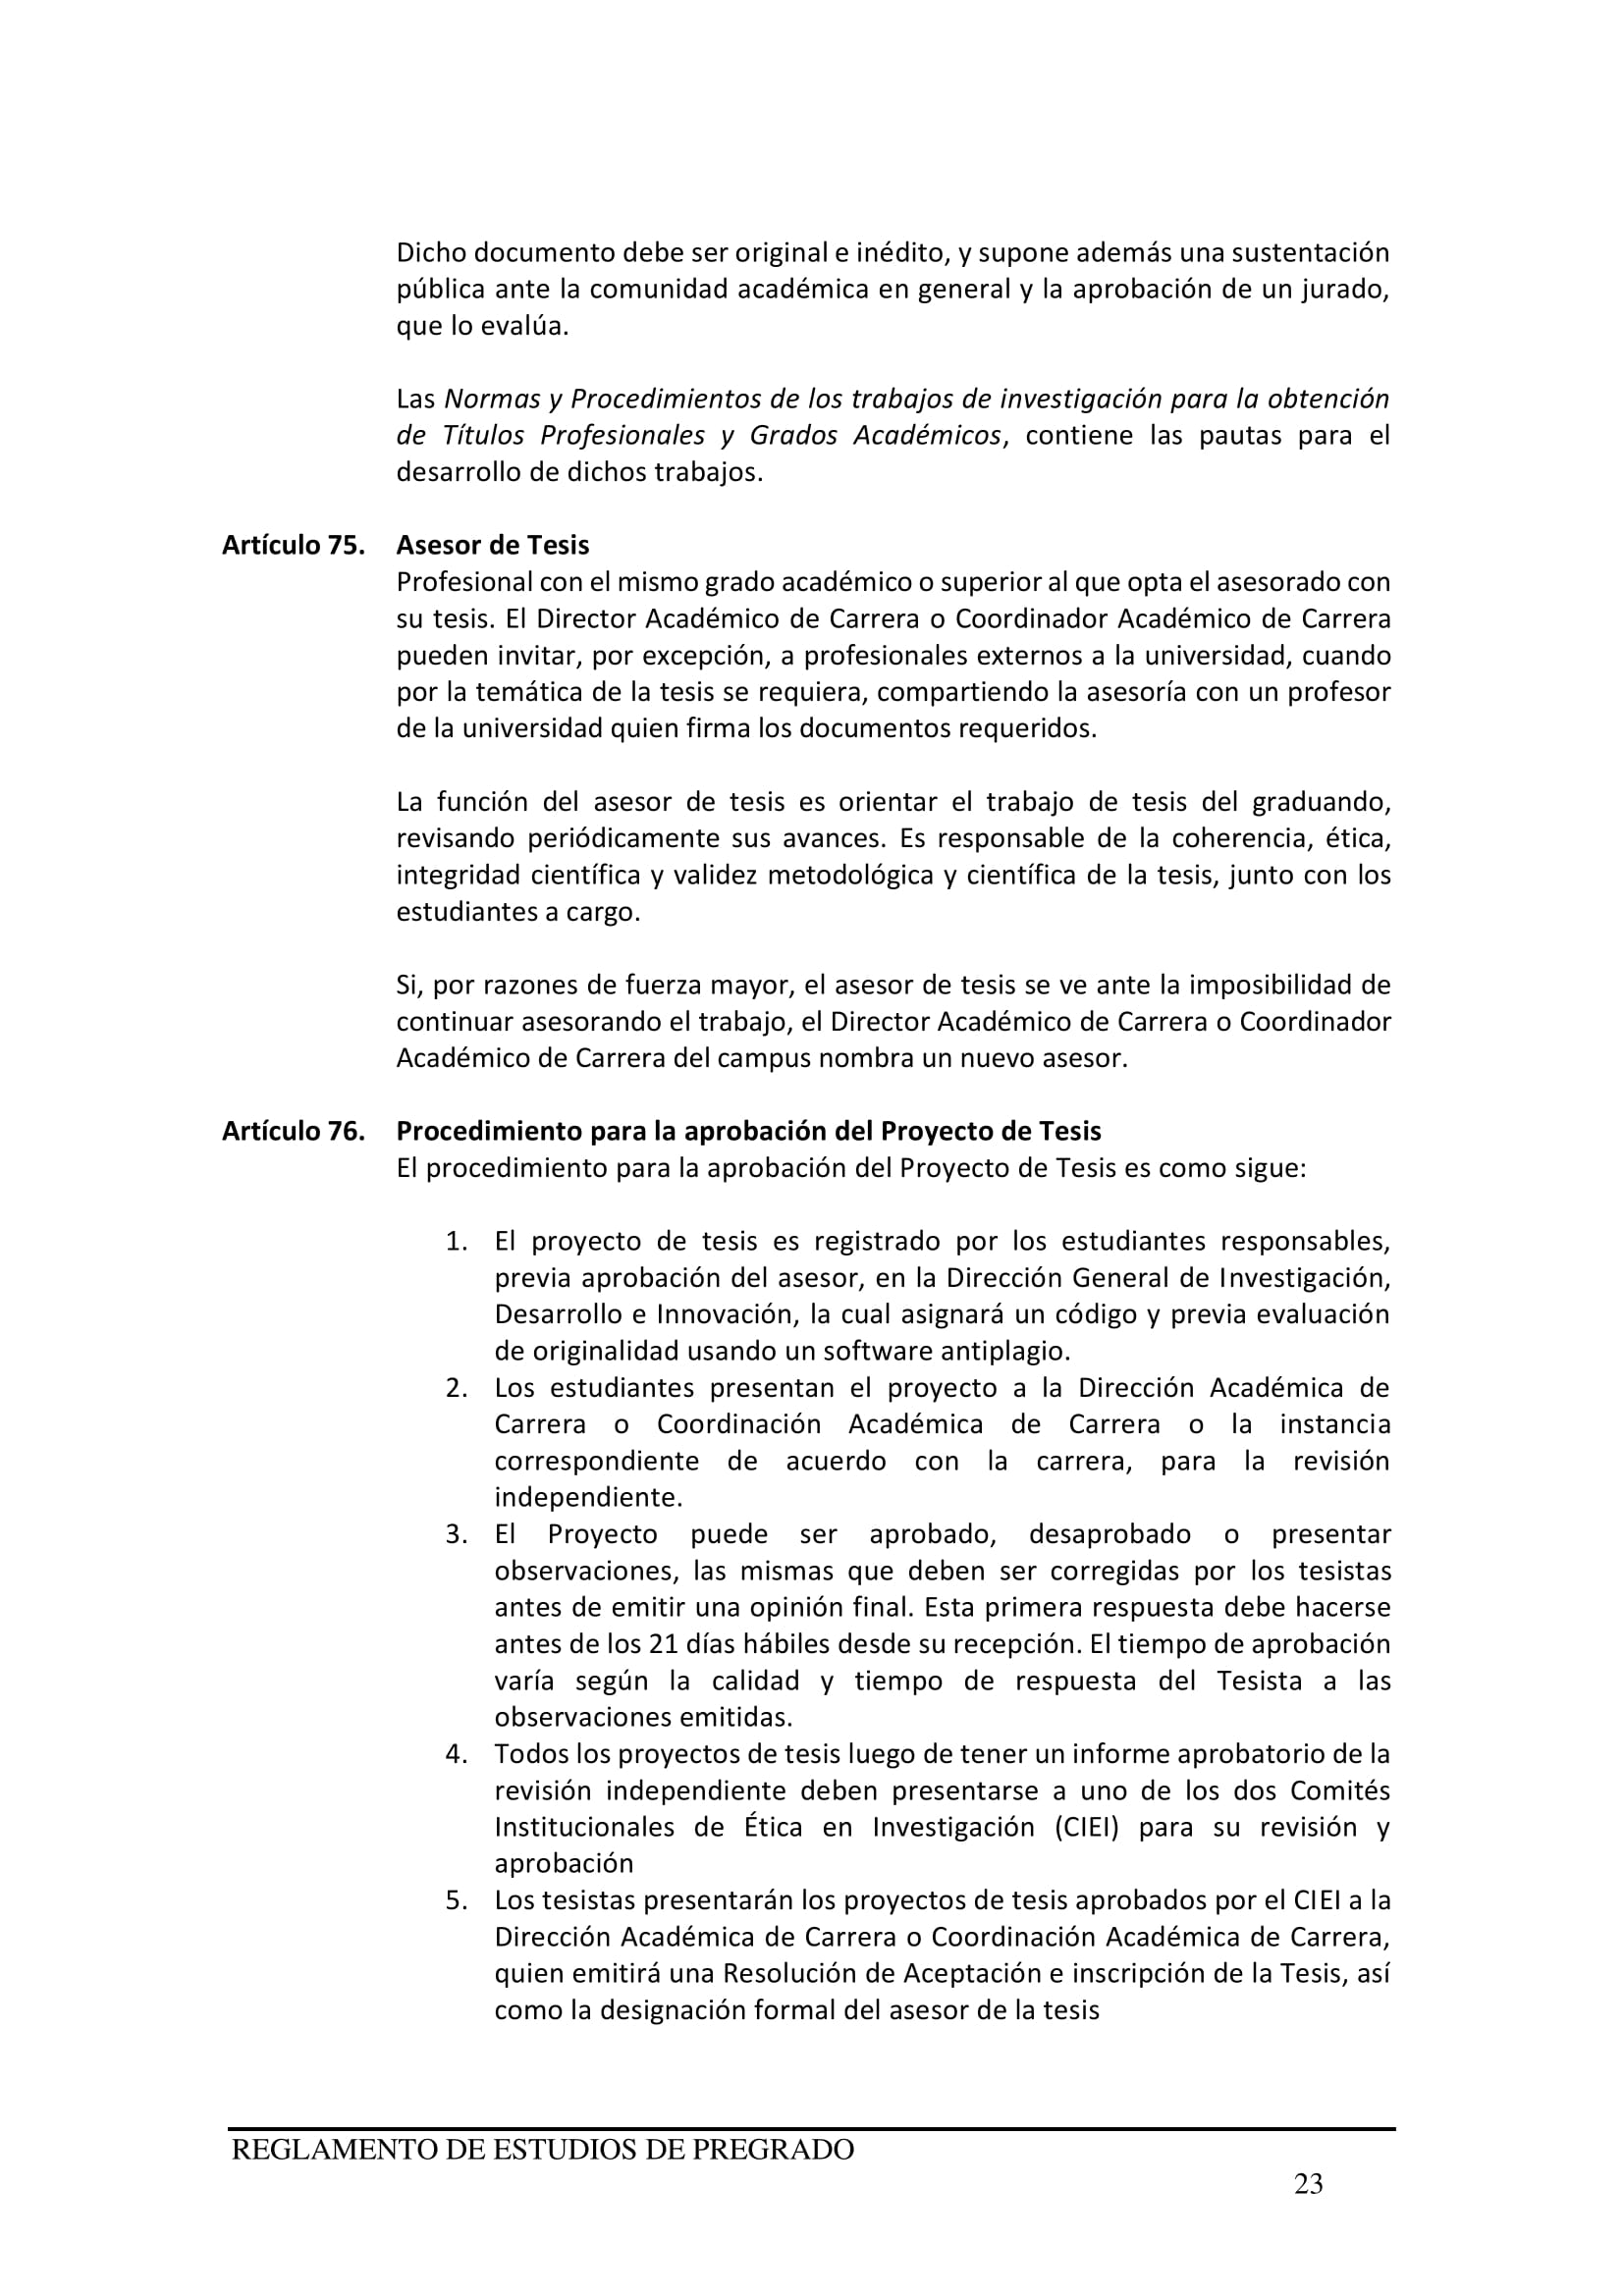 Dicho documento debe ser original e inédito, y supone además una sustentación
pública ante la comunidad académica en general y la aprobación de un jurado,
que lo evalúa.
Las Normas y Procedimientos de los trabajos de investigación para la obtención
de Títulos Profesionales y Grados Académicos, contiene las pautas para el
desarrollo de dichos trabajos.
Artículo 75. Asesor de Tesis
Profesional con el mismo grado académico o superior al que opta el asesorado con
su tesis. El Director Académico de Carrera o Coordinador Académico de Carrera
pueden invitar, por excepción, a profesionales externos a la universidad, cuando
por la temática de la tesis se requiera, compartiendo la asesoría con un profesor
de la universidad quien firma los documentos requeridos.
La función del asesor de tesis es orientar el trabajo de tesis del graduando,
revisando periódicamente sus avances. Es responsable de la coherencia, ética,
integridad científica y validez metodológica y científica de la tesis, junto con los
estudiantes a cargo.
Si, por razones de fuerza mayor, el asesor de tesis se ve ante la imposibilidad de
continuar asesorando el trabajo, el Director Académico de Carrera o Coordinador
Académico de Carrera del campus nombra un nuevo asesor.
Artículo 76. Procedimiento para la aprobación del Proyecto de Tesis
El procedimiento para la aprobación del Proyecto de Tesis es como sigue:
1. El proyecto de tesis es registrado por los estudiantes responsables,
previa aprobación del asesor, en la Dirección General de Investigación,
Desarrollo e Innovación, la cual asignará un código y previa evaluación
de originalidad usando un software antiplagio.
2. Los estudiantes presentan el proyecto a la Dirección Académica de
Carrera o Coordinación Académica de Carrera o la instancia
correspondiente de acuerdo con la carrera, para la revisión
independiente.
3. El Proyecto puede ser aprobado, desaprobado o presentar
observaciones, las mismas que deben ser corregidas por los tesistas
antes de emitir una opinión final. Esta primera respuesta debe hacerse
antes de los 21 días hábiles desde su recepción. El tiempo de aprobación
varía según la calidad y tiempo de respuesta del Tesista a las
observaciones emitidas.
4. Todos los proyectos de tesis luego de tener un informe aprobatorio de la
revisión independiente deben presentarse a uno de los dos Comités
Institucionales de Ética en Investigación (CIEI) para su revisión y
aprobación
5. Los tesistas presentarán los proyectos de tesis aprobados por el CIEI a la
Dirección Académica de Carrera o Coordinación Académica de Carrera,
quien emitirá una Resolución de Aceptación e inscripción de la Tesis, así
como la designación formal del asesor de la tesis
REGLAMENTO DE ESTUDIOS DE PREGRADO
23